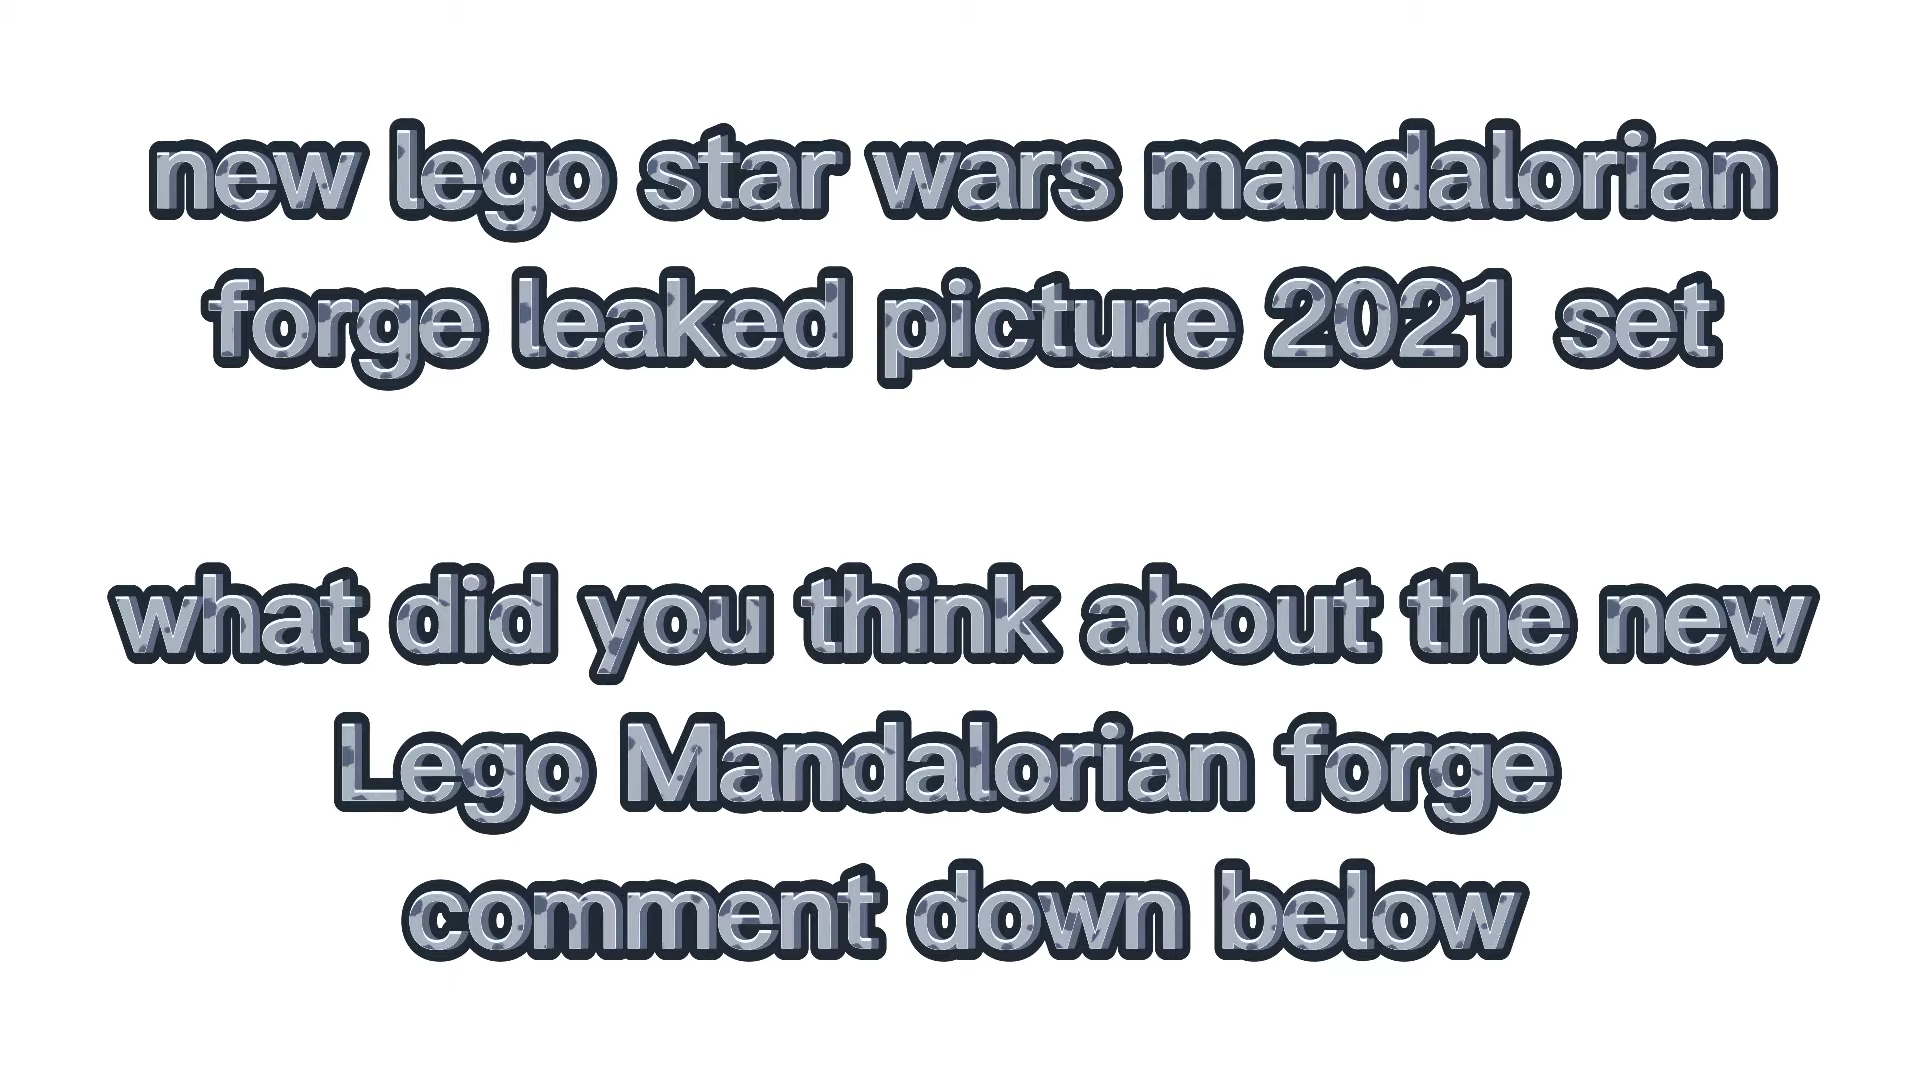 new lego star wars mandalorian
forge leaked picture 2021 set
what did you think about the new
Lego Mandalorian forge
comment down below